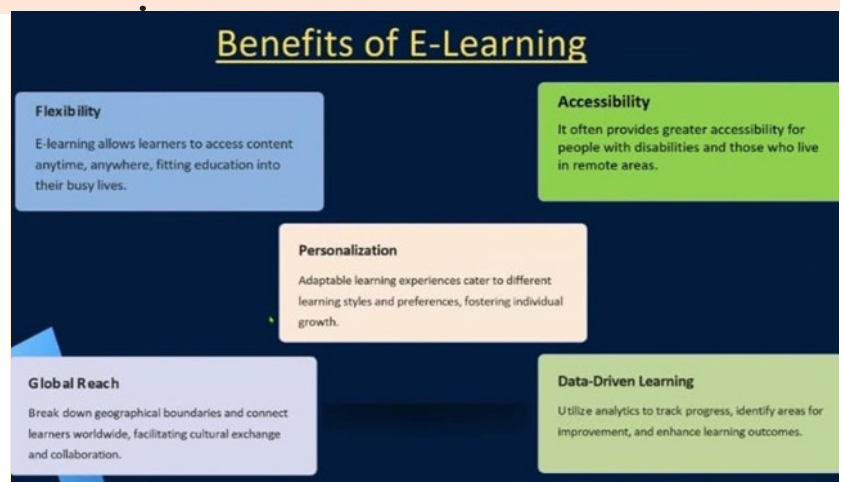 Benefits of E-Learning
Flexibility
E-learning allows learners to access content
anytime, anywhere, fitting education into
their busy lives.
Accessibility
It often provides greater accessibility for
people with disabilities and those who live
in remote areas.
Personalization
Adaptable learning experiences cater to different
learning styles and preferences, fostering individual
growth.
Global Reach
Break down geographical boundaries and connect
learners worldwide, facilitating cultural exchange
and collaboration.
Data-Driven Learning
Utilize analytics to track progress, identify areas for
improvement, and enhance learning outcomes.